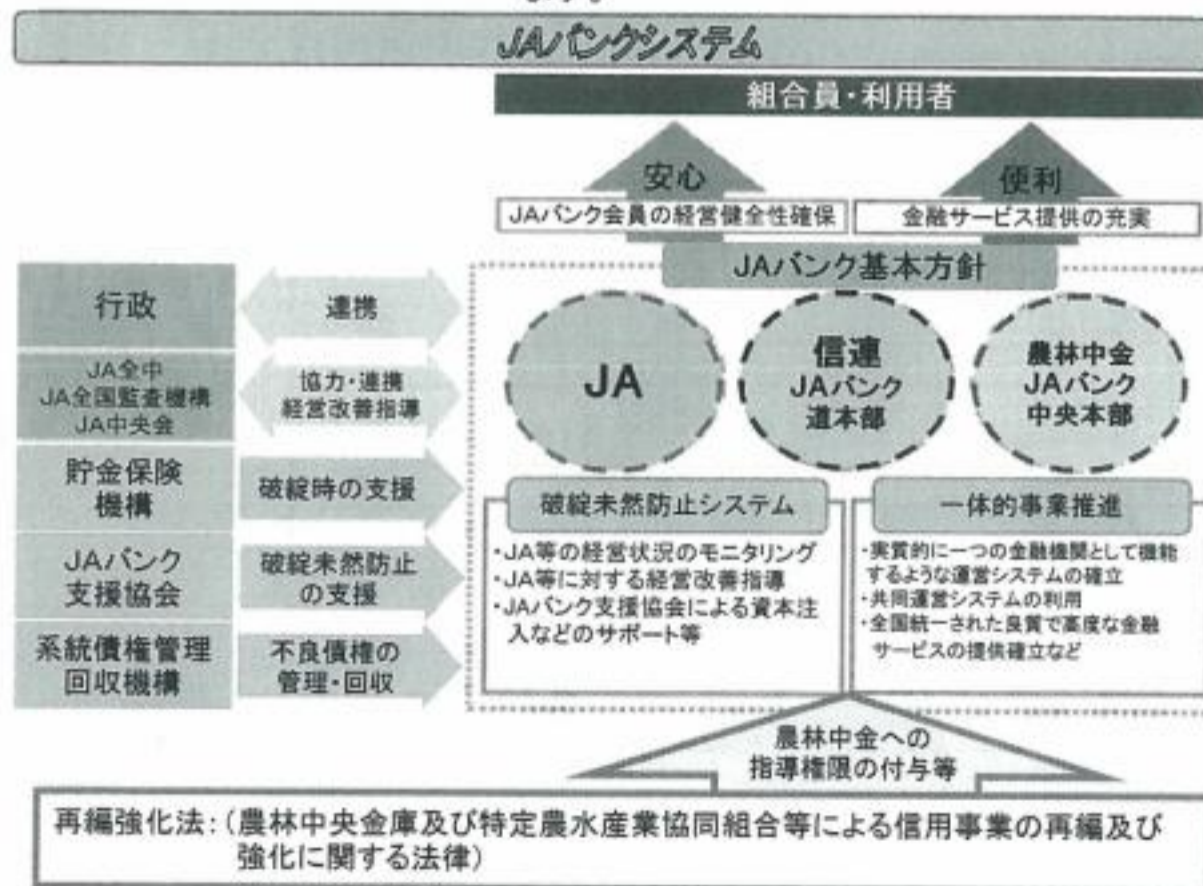 JAバンクシステム
組合員・利用者
安心
便利
JAバンク会員の経営健全性確保
金融サービス提供の充実
JAバンク基本方針
行政
連携
JA全中
JA全国監査機構
JA中央会
協力・連携
経営改善指導
貯金保険
機構
破綻時の支援
JAバンク
支援協会
破綻未然防止
の支援
系統債権管理
回収機構
不良債権の
管理・回収
JA
信連
JAバンク
道本部
農林中金
JAバンク
中央本部
破綻未然防止システム
・JA等の経営状況のモニタリング
・JA等に対する経営改善指導
・JAバンク支援協会による資本注
入などのサポート等
一体的事業推進
・実質的に一つの金融機関として機能
するような運営システムの確立
・共同運営システムの利用
・全国統一された良質で高度な金融
サービスの提供確立など
農林中金への
指導権限の付与等
再編強化法:(農林中央金庫及び特定農水産業協同組合等による信用事業の再編及び
強化に関する法律)